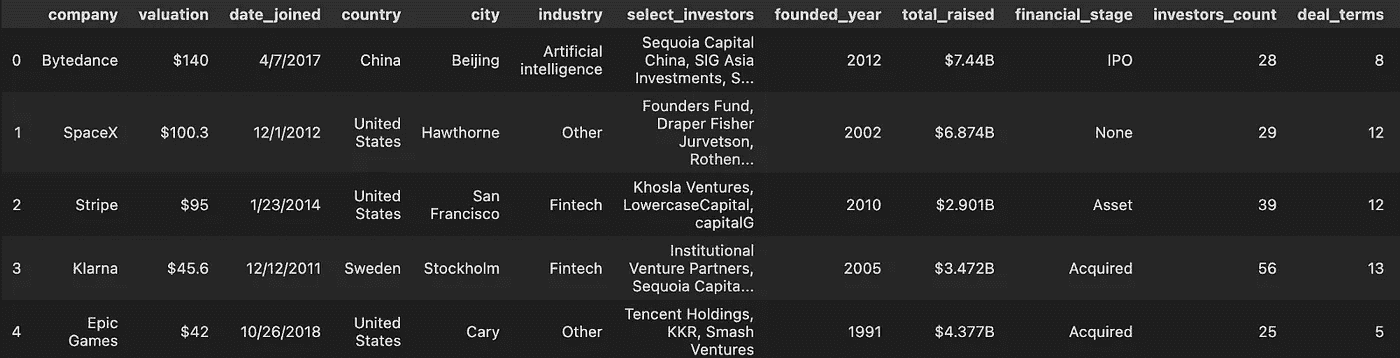 company valuation date_joined country city industry select_investors founded_year total_raised financial_stage investors_count deal_terms
0 Bytedance $140 4/7/2017 China Beijing Artificial intelligence Sequoia Capital China, SIG Asia Investments, S... 2012 $7.44B IPO 28 8
1 SpaceX $100.3 12/1/2012 United States Hawthorne Other Founders Fund, Draper Fisher Jurvetson, Rothen... 2002 $6.874B None 29 12
2 Stripe $95 1/23/2014 United States San Francisco Fintech Khosla Ventures, LowercaseCapital, capitalG 2010 $2.901B Asset 39 12
3 Klarna $45.6 12/12/2011 Sweden Stockholm Fintech Institutional Venture Partners, Sequoia Capita... 2005 $3.472B Acquired 56 13
4 Epic Games $42 10/26/2018 United States Cary Other Tencent Holdings, KKR, Smash Ventures 1991 $4.377B Acquired 25 5